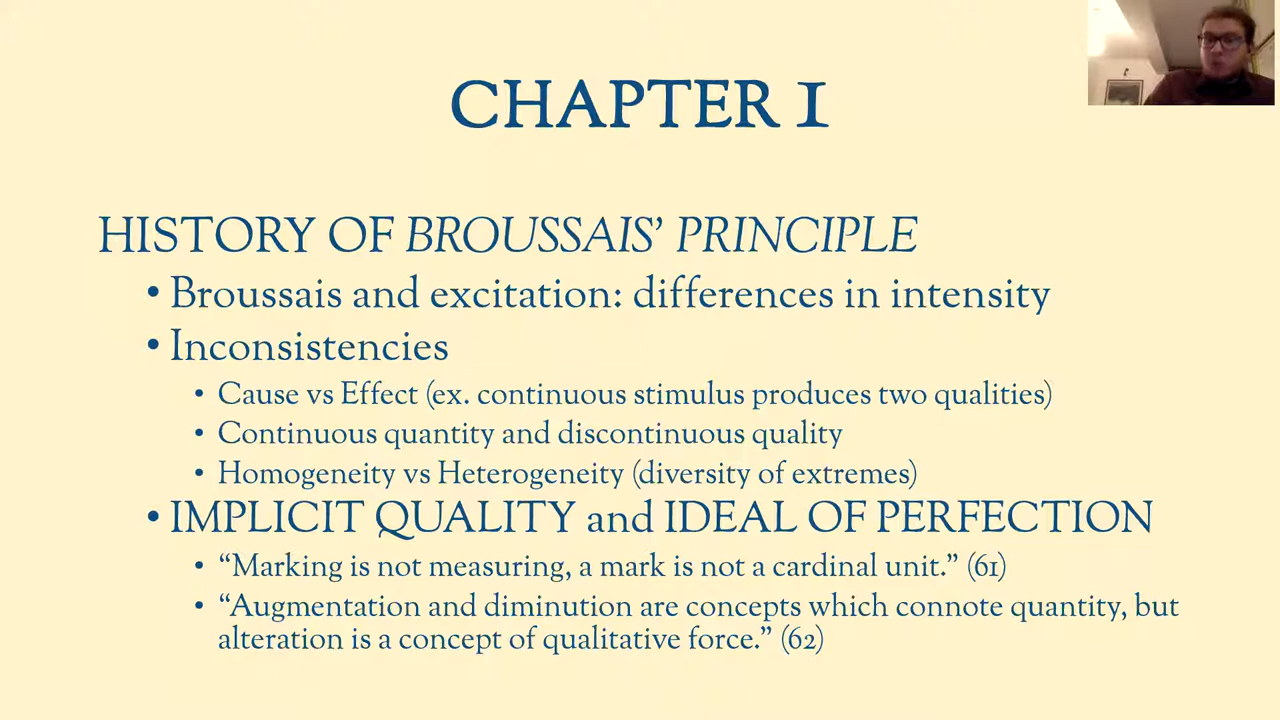 CHAPTER I
HISTORY OF BROUSSAIS’ PRINCIPLE
• Broussais and excitation: differences in intensity
• Inconsistencies
• Cause vs Effect (ex. continuous stimulus produces two qualities)
• Continuous quantity and discontinuous quality
• Homogeneity vs Heterogeneity (diversity of extremes)
• IMPLICIT QUALITY and IDEAL OF PERFECTION
• “Marking is not measuring, a mark is not a cardinal unit.” (61)
• “Augmentation and diminution are concepts which connote quantity, but
alteration is a concept of qualitative force.” (62)